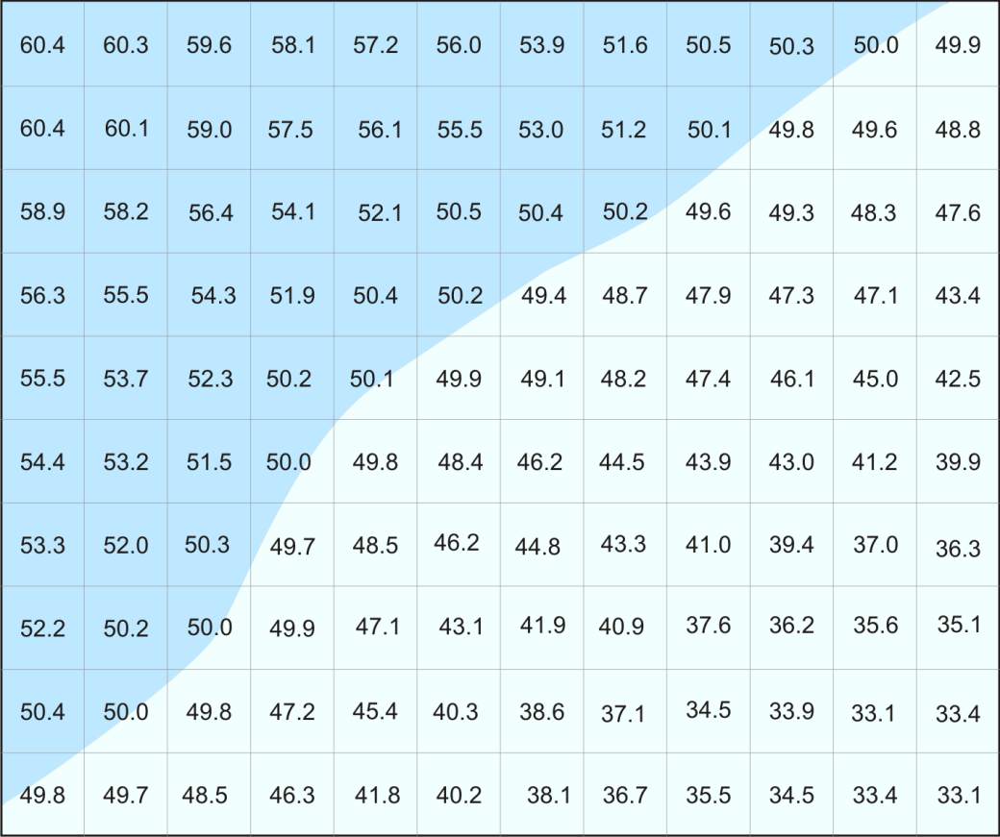 60.4 60.3 59.6 58.1 57.2 56.0 53.9 51.6 50.5 50.3 50.0 49.9
60.4 60.1 59.0 57.5 56.1 55.5 53.0 51.2 50.1 49.8 49.6 48.8
58.9 58.2 56.4 54.1 52.1 50.5 50.4 50.2 49.6 49.3 48.3 47.6
56.3 55.5 54.3 51.9 50.4 50.2 49.4 48.7 47.9 47.3 47.1 43.4
55.5 53.7 52.3 50.2 50.1 49.9 49.1 48.2 47.4 46.1 45.0 42.5
54.4 53.2 51.5 50.0 49.8 48.4 46.2 44.5 43.9 43.0 41.2 39.9
53.3 52.0 50.3 49.7 48.5 46.2 44.8 43.3 41.0 39.4 37.0 36.3
52.2 50.2 50.0 49.9 47.1 43.1 41.9 40.9 37.6 36.2 35.6 35.1
50.4 50.0 49.8 47.2 45.4 40.3 38.6 37.1 34.5 33.9 33.1 33.4
49.8 49.7 48.5 46.3 41.8 40.2 38.1 36.7 35.5 34.5 33.4 33.1